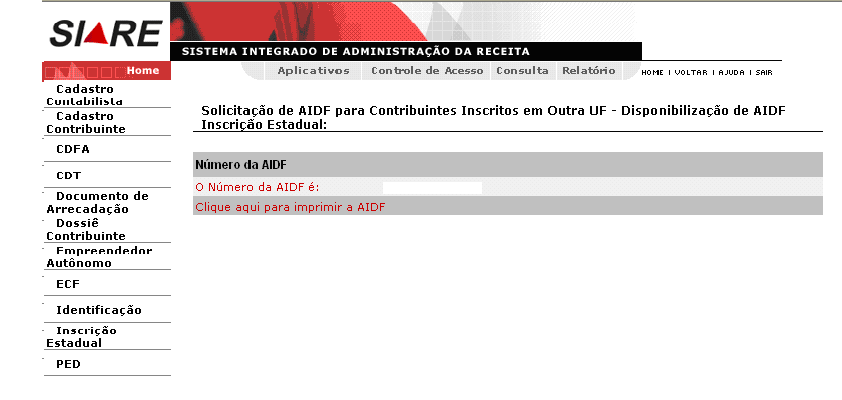 SIARE
SISTEMA INTEGRADO DE ADMINISTRAÇÃO DA RECEITA
Home
Aplicativos Controle de Acesso Consulta Relatório
HOME | VOLTAR | AJUDA | SAIR
Cadastro
Contabilista
Cadastro
Contribuinte
CDFA
CDT
Documento de
Arrecadação
Dossiê
Contribuinte
Empreendedor
Autônomo
ECF
Identificação
Inscrição
Estadual
PED
Solicitação de AIDF para Contribuintes Inscritos em Outra UF - Disponibilização de AIDF
Inscrição Estadual:
Número da AIDF
O Número da AIDF é:
Clique aqui para imprimir a AIDF